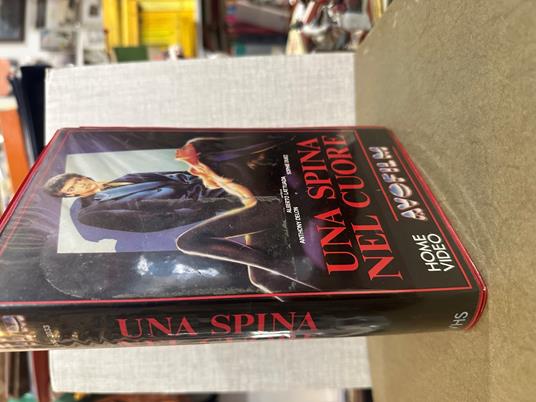 ALBERTO LATTUADA
ANTHONY DELON
SOPHIE DUEZ
UNA SPINA
NEL CUORE
AVOFILM
HOME
VIDEO
UNA SPINA
VHS